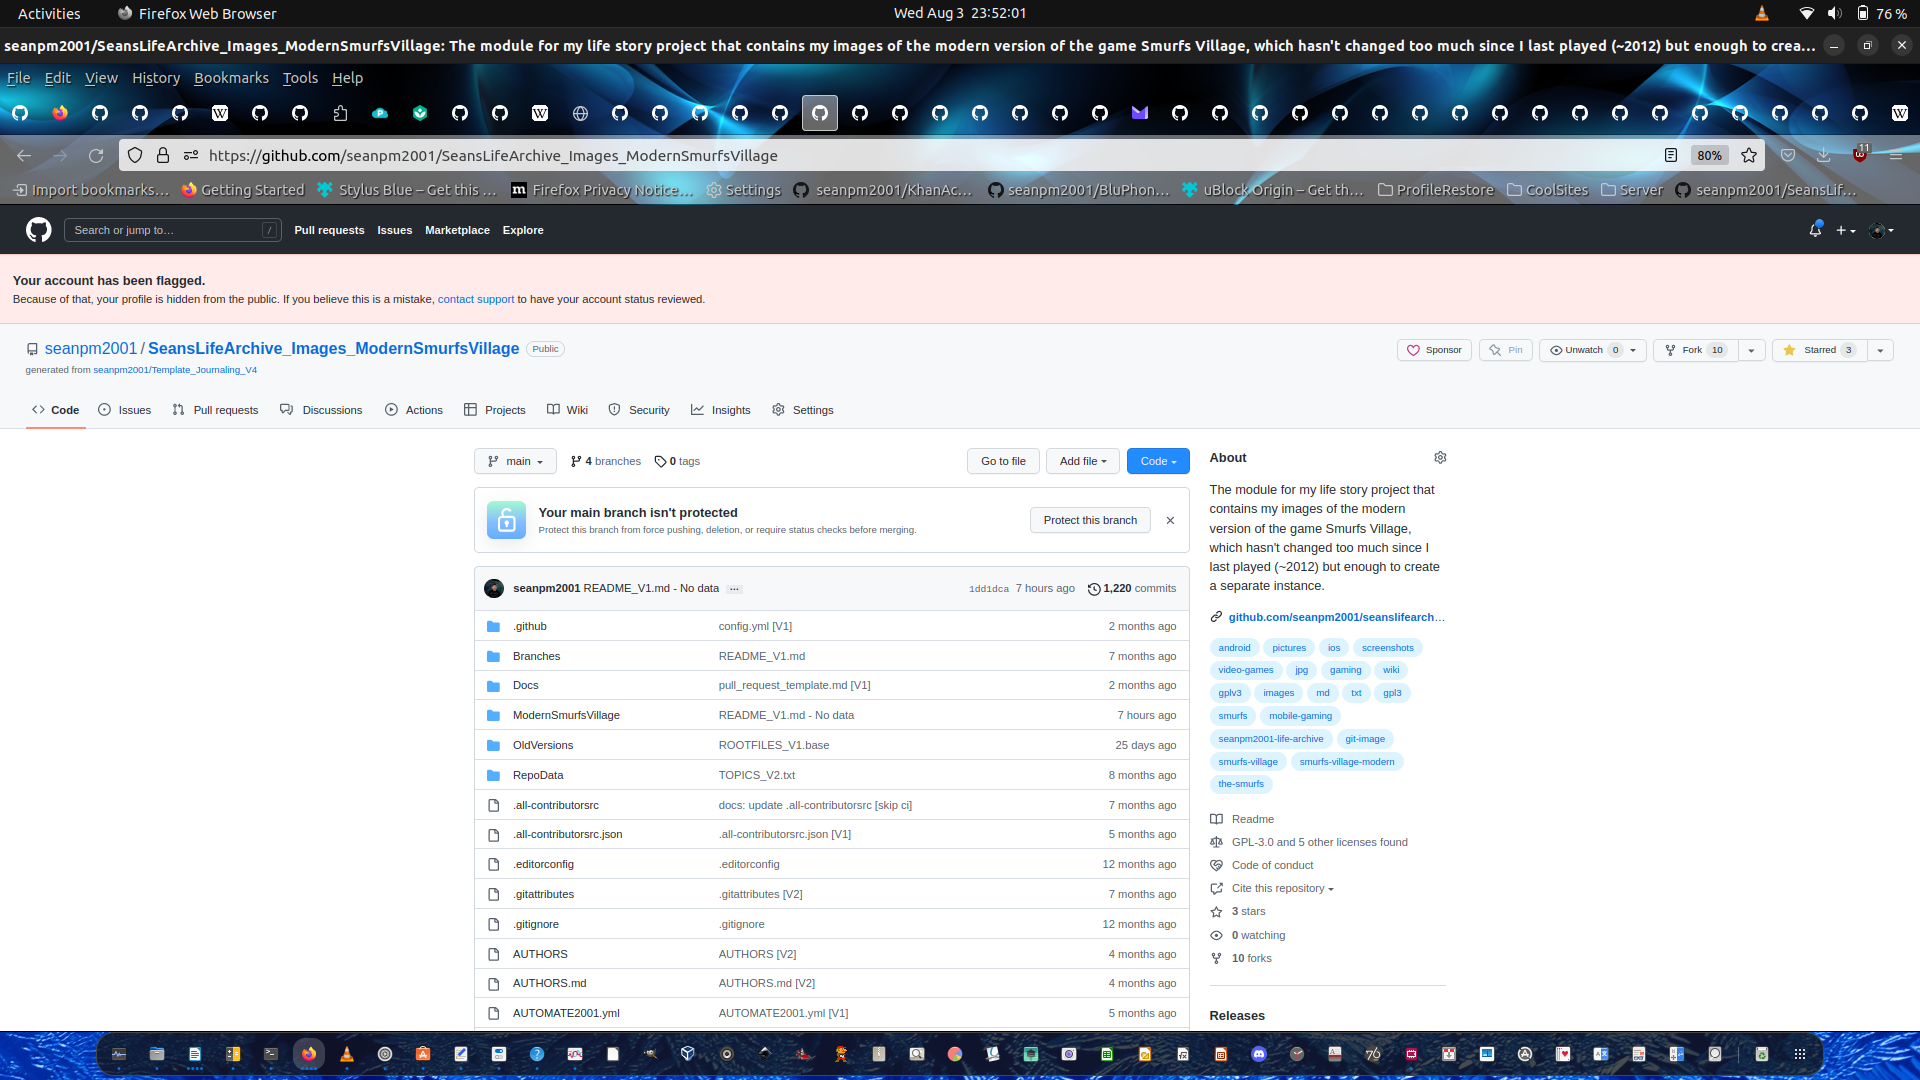 Activities
Firefox Web Browser
Wed Aug 3 23:52:01
76 %
seanpm2001/SeansLifeArchive_Images_ModernSmurfsVillage: The module for my life story project that contains my images of the modern version of the game Smurfs Village, which hasn't changed too much since I last played (~2012) but enough to crea…
File Edit View History Bookmarks Tools Help
https://github.com/seanpm2001/SeansLifeArchive_Images_ModernSmurfsVillage
80%
11
Import bookmarks…
Getting Started
Stylus Blue – Get this …
Firefox Privacy Notice…
Settings
seanpm2001/KhanAc…
seanpm2001/BluPhon…
uBlock Origin – Get th…
ProfileRestore
CoolSites
Server
seanpm2001/SeansLif…
Search or jump to…
/
Pull requests
Issues
Marketplace
Explore
Your account has been flagged.
Because of that, your profile is hidden from the public. If you believe this is a mistake, contact support to have your account status reviewed.
seanpm2001 / SeansLifeArchive_Images_ModernSmurfsVillage
Public
generated from seanpm2001/Template_Journaling_V4
Sponsor
Pin
Unwatch 0
Fork 10
Starred 3
Code
Issues
Pull requests
Discussions
Actions
Projects
Wiki
Security
Insights
Settings
main
4 branches
0 tags
Go to file
Add file
Code
Your main branch isn't protected
Protect this branch from force pushing, deletion, or require status checks before merging.
Protect this branch
seanpm2001 README_V1.md - No data
1dd1dca 7 hours ago
1,220 commits
.github config.yml [V1] 2 months ago
Branches README_V1.md 7 months ago
Docs pull_request_template.md [V1] 2 months ago
ModernSmurfsVillage README_V1.md - No data 7 hours ago
OldVersions ROOTFILES_V1.base 25 days ago
RepoData TOPICS_V2.txt 8 months ago
.all-contributorsrc docs: update .all-contributorsrc [skip ci] 7 months ago
.all-contributorsrc.json .all-contributorsrc.json [V1] 5 months ago
.editorconfig .editorconfig 12 months ago
.gitattributes .gitattributes [V2] 7 months ago
.gitignore .gitignore 12 months ago
AUTHORS AUTHORS [V2] 4 months ago
AUTHORS.md AUTHORS.md [V2] 4 months ago
AUTOMATE2001.yml AUTOMATE2001.yml [V1] 5 months ago
About
The module for my life story project that
contains my images of the modern
version of the game Smurfs Village,
which hasn't changed too much since I
last played (~2012) but enough to create
a separate instance.
github.com/seanpm2001/seanslifearch…
android pictures ios screenshots
video-games jpg gaming wiki
gplv3 images md txt gpl3
smurfs mobile-gaming
seanpm2001-life-archive git-image
smurfs-village smurfs-village-modern
the-smurfs
Readme
GPL-3.0 and 5 other licenses found
Code of conduct
Cite this repository
3 stars
0 watching
10 forks
Releases